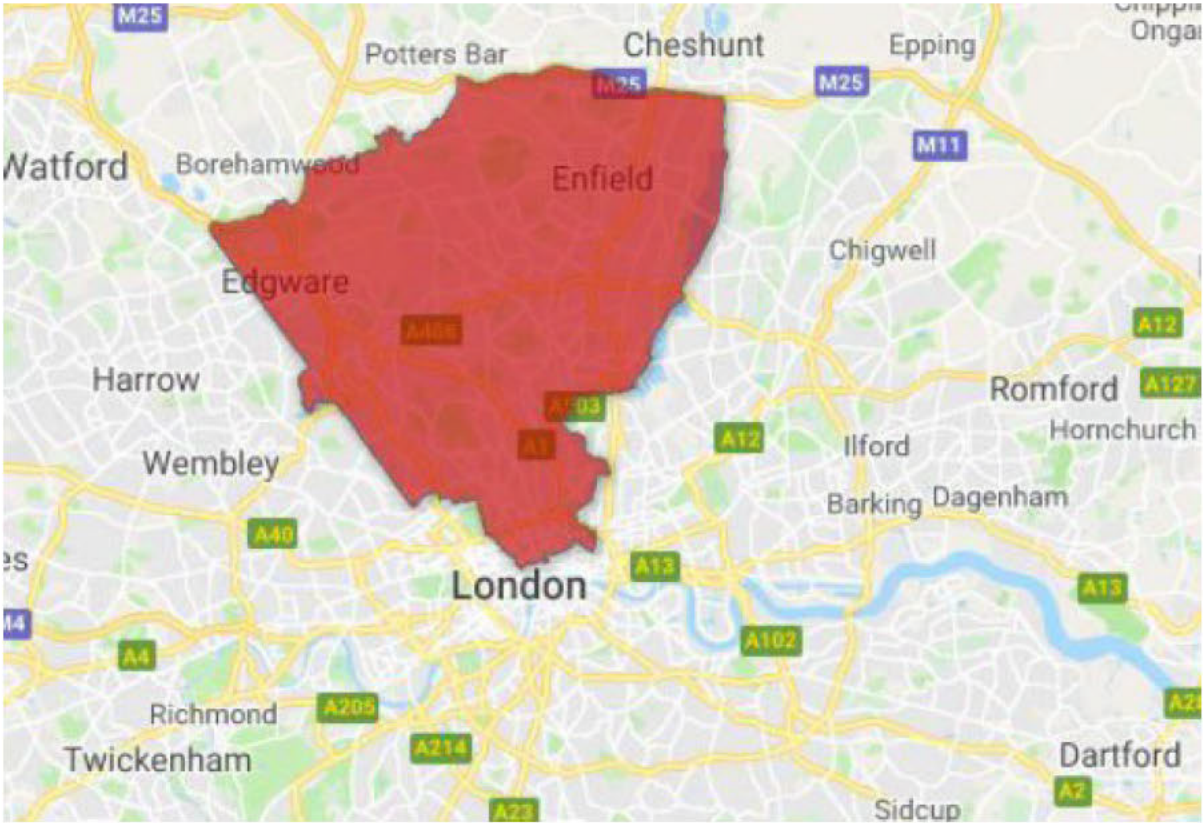 M25
Potters Bar
Cheshunt
Epping
M25
M25
M11
Watford
Borehamwood
Enfield
Chigwell
Edgware
A12
A406
Harrow
Romford
A127
A503
A12
Hornchurch
A1
Ilford
Wembley
Barking
Dagenham
A40
A13
London
A13
A102
A4
Richmond
A205
Twickenham
A214
Dartford
A2
A23
Sidcup